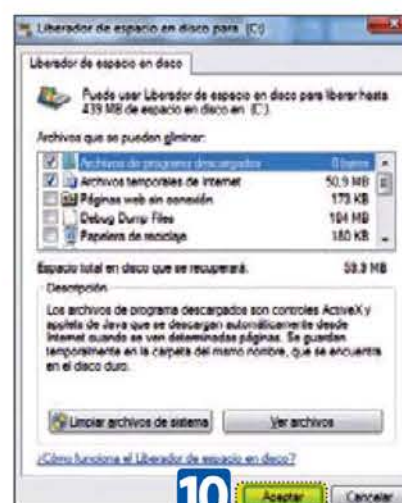 Liberador de espacio en disco para (C:)
Liberador de espacio en disco
Puede usar Liberador de espacio en disco para liberar hasta
439 MB de espacio en disco en (C:).
Archivos que se pueden eliminar:
Archivos de programa descargados 0 bytes
Archivos temporales de Internet 50,9 MB
Páginas web sin conexión 173 KB
Debug Dump Files 184 MB
Papelera de reciclaje 180 KB
Espacio total en disco que se recuperará: 59,9 MB
Descripción
Los archivos de programa descargados son controles ActiveX y
applets de Java que se descargan automáticamente desde
Internet cuando se ven determinadas páginas. Se guardan
temporalmente en la carpeta del mismo nombre, que se encuentra
en el disco duro.
Limpiar archivos de sistema Ver archivos
¿Cómo funciona el Liberador de espacio en disco?
10 Aceptar Cancelar